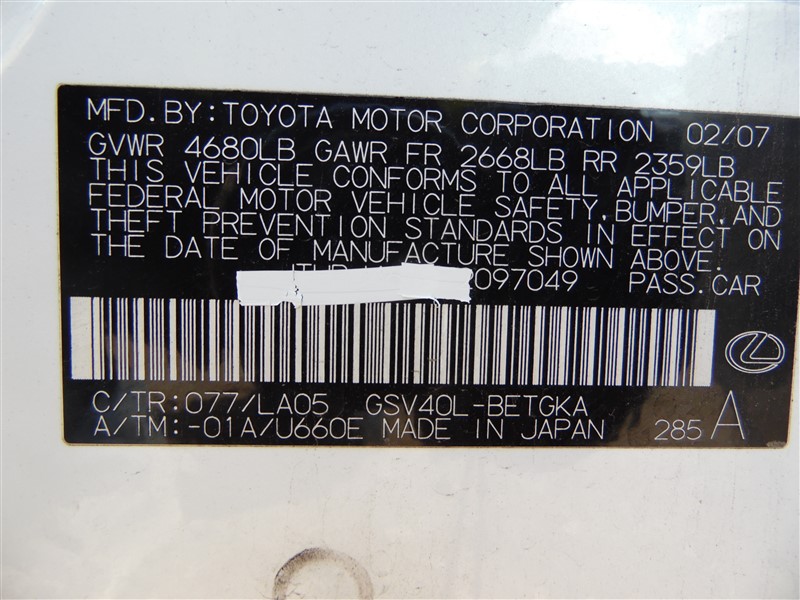 MFD.BY:TOYOTA MOTOR CORPORATION 02/07
GVWR 4680LB GAWR FR 2668LB RR 2359LB
THIS VEHICLE CONFORMS TO ALL APPLICABLE
FEDERAL MOTOR VEHICLE SAFETY,BUMPER,AND
THEFT PREVENTION STANDARDS IN EFFECT ON
THE DATE OF MANUFACTURE SHOWN ABOVE.
097049 PASS.CAR
C/TR:077/LA05 GSV40L-BETGKA
A/TM:-01A/U660E MADE IN JAPAN 285 A